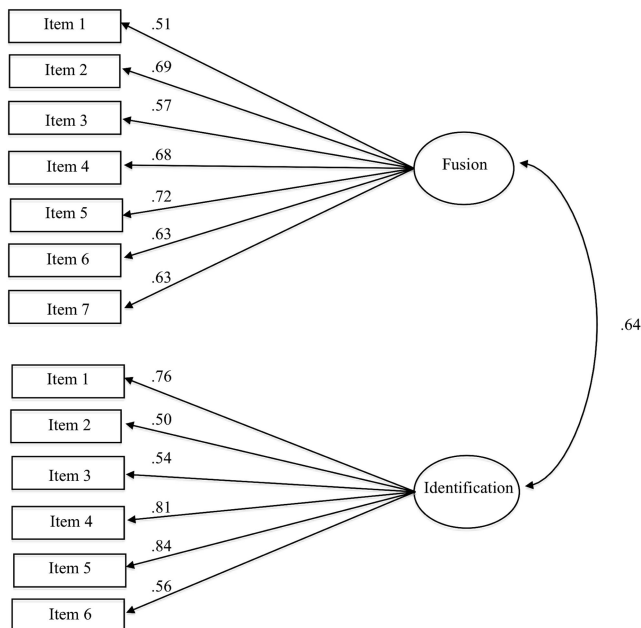 Item 1
.51
Item 2
.69
Item 3
.57
Item 4
.68
Fusion
Item 5
.72
Item 6
.63
Item 7
.63
.64
Item 1
.76
Item 2
.50
Item 3
.54
Identification
Item 4
.81
Item 5
.84
Item 6
.56